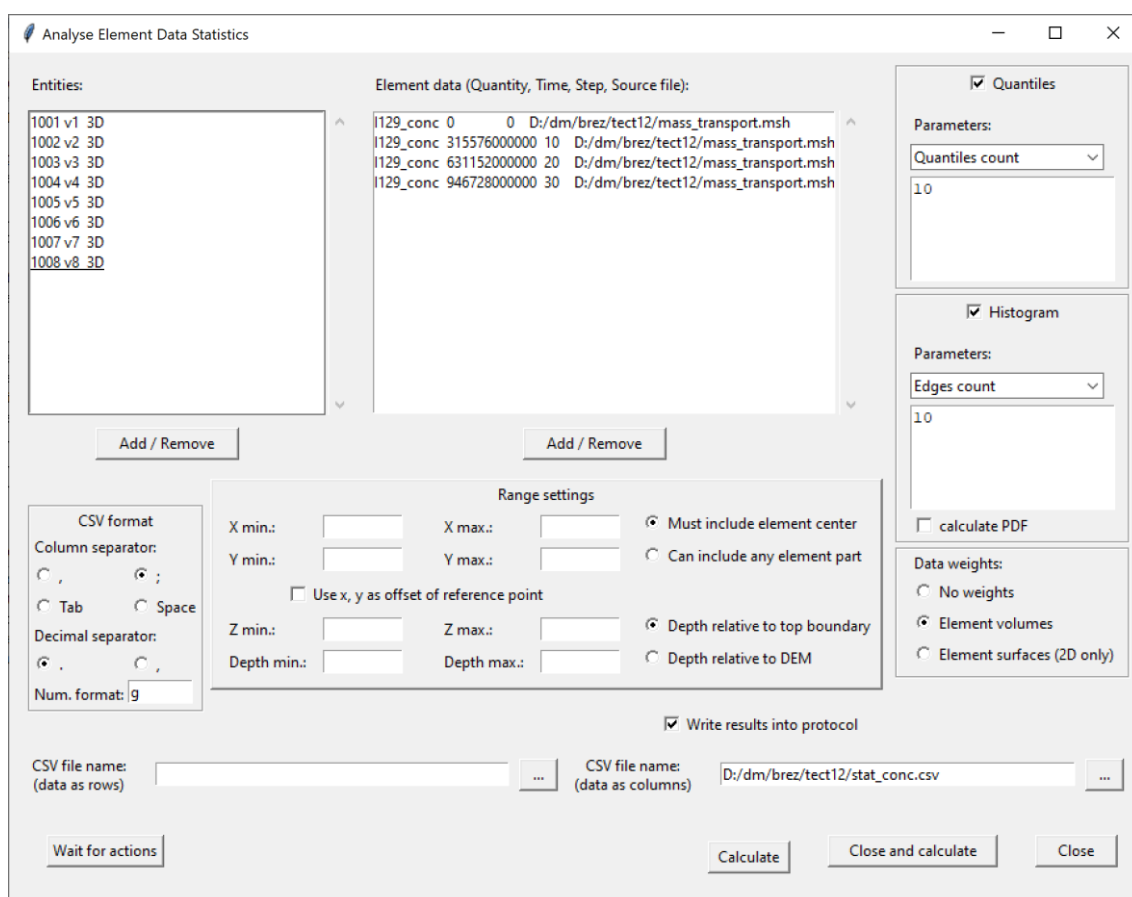 Analyse Element Data Statistics
Entities:
Element data (Quantity, Time, Step, Source file):
1001 v1 3D
1002 v2 3D
1003 v3 3D
1004 v4 3D
1005 v5 3D
1006 v6 3D
1007 v7 3D
1008 v8 3D
I129_conc 0 0 D:/dm/brez/tect12/mass_transport.msh
I129_conc 315576000000 10 D:/dm/brez/tect12/mass_transport.msh
I129_conc 631152000000 20 D:/dm/brez/tect12/mass_transport.msh
I129_conc 946728000000 30 D:/dm/brez/tect12/mass_transport.msh
Add / Remove
Add / Remove
Quantiles
Parameters:
Quantiles count
10
Histogram
Parameters:
Edges count
10
calculate PDF
CSV format
Column separator:
, ;
Tab Space
Decimal separator:
. ,
Num. format: g
Range settings
X min.: X max.: Must include element center
Y min.: Y max.: Can include any element part
Use x, y as offset of reference point
Z min.: Z max.: Depth relative to top boundary
Depth min.: Depth max.: Depth relative to DEM
Data weights:
No weights
Element volumes
Element surfaces (2D only)
Write results into protocol
CSV file name:
(data as rows)
...
CSV file name:
(data as columns)
D:/dm/brez/tect12/stat_conc.csv
...
Wait for actions
Calculate
Close and calculate
Close